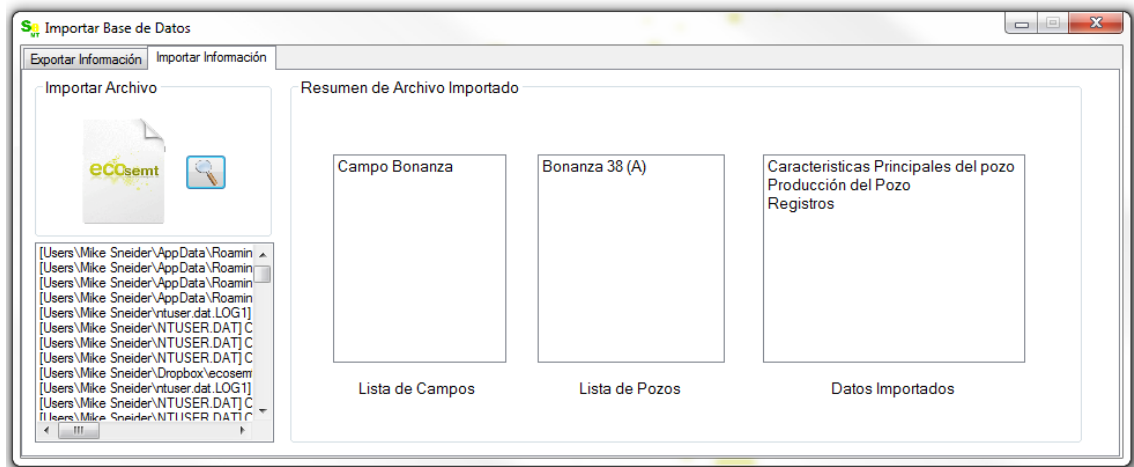 S MT Importar Base de Datos
Exportar Información Importar Información
Importar Archivo
ecosemt
[Users\Mike Sneider\AppData\Roamin
[Users\Mike Sneider\AppData\Roamin
[Users\Mike Sneider\AppData\Roamin
[Users\Mike Sneider\AppData\Roamin
[Users\Mike Sneider\ntuser.dat.LOG1]
[Users\Mike Sneider\NTUSER.DAT] C
[Users\Mike Sneider\NTUSER.DAT] C
[Users\Mike Sneider\NTUSER.DAT] C
[Users\Mike Sneider\Dropbox\ecosem
[Users\Mike Sneider\ntuser.dat.LOG1]
[Users\Mike Sneider\NTUSER.DAT] C
[Users\Mike Sneider\NTUSER.DAT] C
Resumen de Archivo Importado
Campo Bonanza
Lista de Campos
Bonanza 38 (A)
Lista de Pozos
Caracteristicas Principales del pozo
Producción del Pozo
Registros
Datos Importados